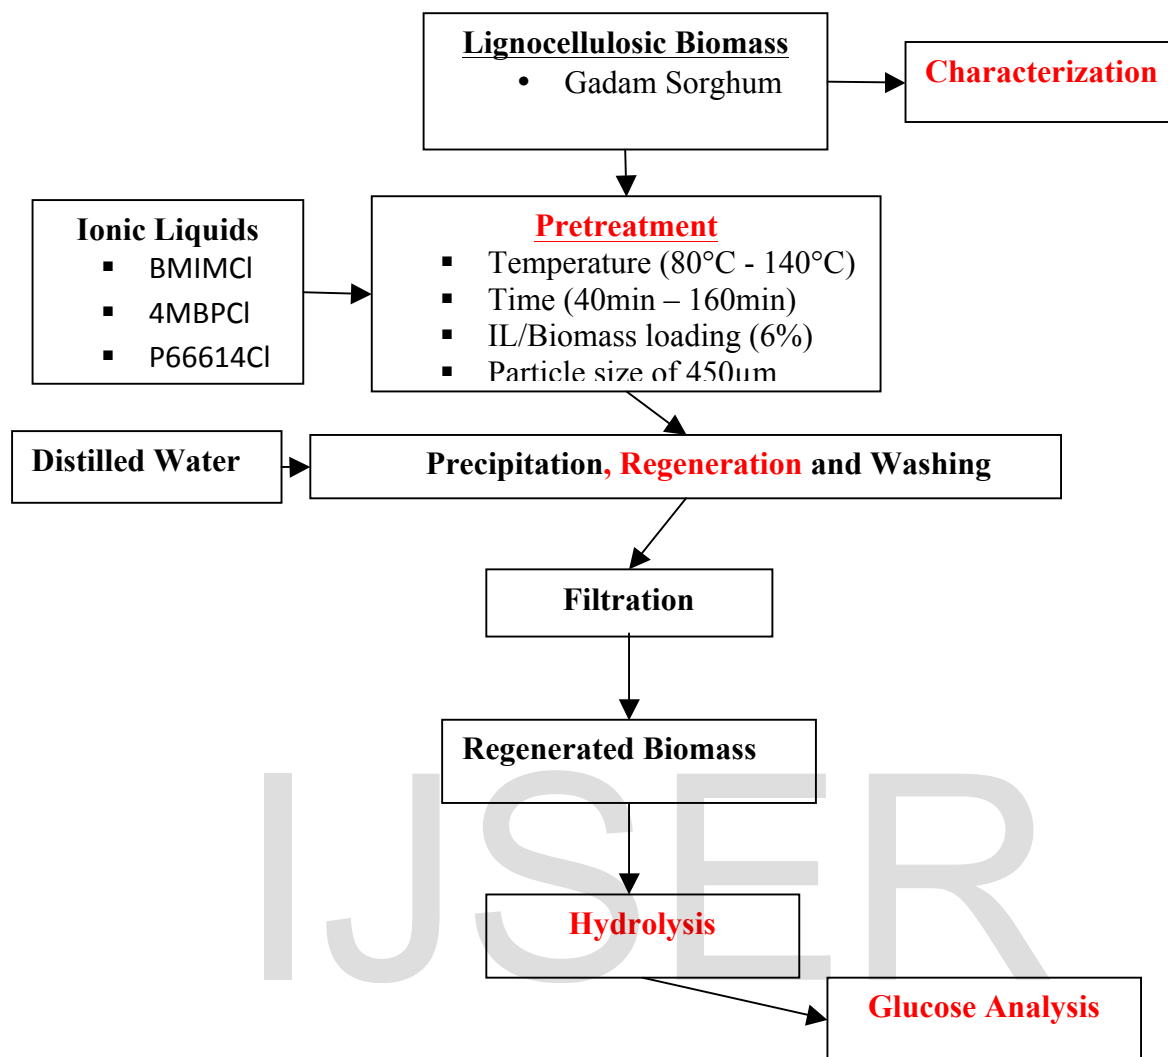 Lignocellulosic Biomass
• Gadam Sorghum
Characterization
Ionic Liquids
▪ BMIMCl
▪ 4MBPCl
▪ P66614Cl
Pretreatment
▪ Temperature (80°C - 140°C)
▪ Time (40min – 160min)
▪ IL/Biomass loading (6%)
▪ Particle size of 450µm
Distilled Water
Precipitation, Regeneration and Washing
Filtration
Regenerated Biomass
IJSER
Hydrolysis
Glucose Analysis